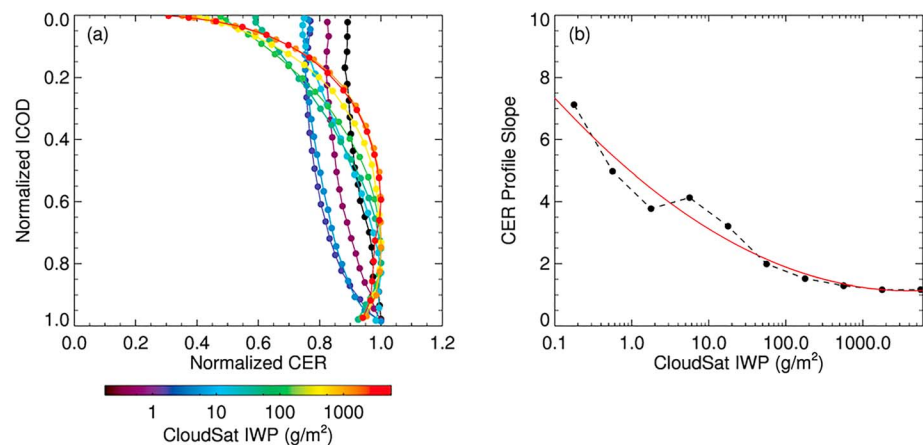 (a)
Normalized ICOD
0.0
0.2
0.4
0.6
0.8
1.0
0.0 0.2 0.4 0.6 0.8 1.0 1.2
Normalized CER
1 10 100 1000
CloudSat IWP (g/m²)
(b)
CER Profile Slope
10
8
6
4
2
0
0.1 1.0 10.0 100.0 1000.0
CloudSat IWP (g/m²)